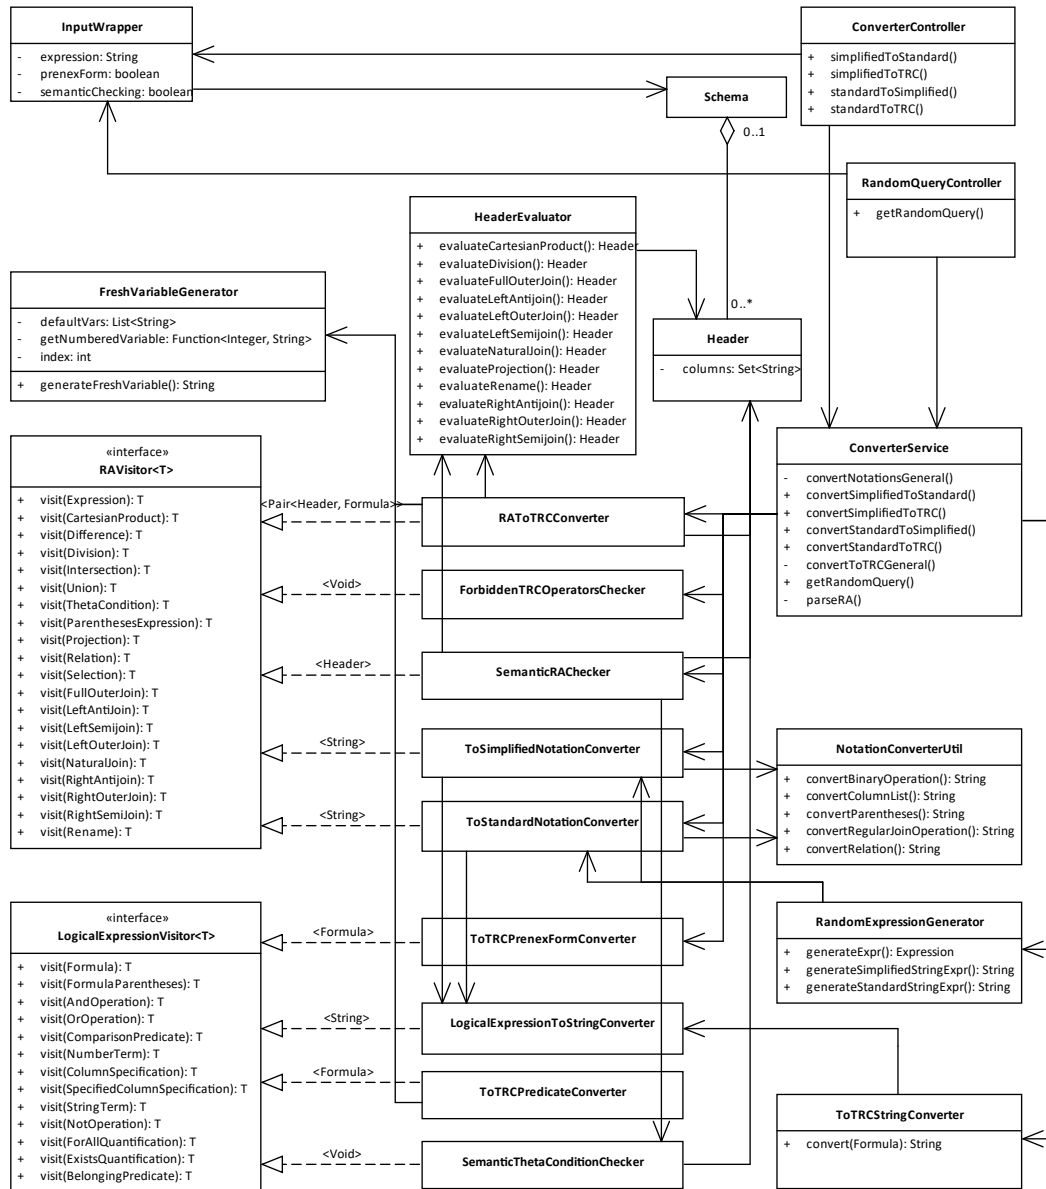 InputWrapper
- expression: String
- prenexForm: boolean
- semanticChecking: boolean
ConverterController
+ simplifiedToStandard()
+ simplifiedToTRC()
+ standardToSimplified()
+ standardToTRC()
Schema
0..1
RandomQueryController
+ getRandomQuery()
HeaderEvaluator
+ evaluateCartesianProduct(): Header
+ evaluateDivision(): Header
+ evaluateFullOuterJoin(): Header
+ evaluateLeftAntijoin(): Header
+ evaluateLeftOuterJoin(): Header
+ evaluateLeftSemijoin(): Header
+ evaluateNaturalJoin(): Header
+ evaluateProjection(): Header
+ evaluateRename(): Header
+ evaluateRightAntijoin(): Header
+ evaluateRightOuterJoin(): Header
+ evaluateRightSemijoin(): Header
FreshVariableGenerator
- defaultVars: List<String>
- getNumberedVariable: Function<Integer, String>
- index: int
+ generateFreshVariable(): String
0..*
Header
- columns: Set<String>
«interface»
RAVisitor<T>
+ visit(Expression): T
+ visit(CartesianProduct): T
+ visit(Difference): T
+ visit(Division): T
+ visit(Intersection): T
+ visit(Union): T
+ visit(ThetaCondition): T
+ visit(ParenthesesExpression): T
+ visit(Projection): T
+ visit(Relation): T
+ visit(Selection): T
+ visit(FullOuterJoin): T
+ visit(LeftAntiJoin): T
+ visit(LeftSemijoin): T
+ visit(LeftOuterJoin): T
+ visit(NaturalJoin): T
+ visit(RightAntijoin): T
+ visit(RightOuterJoin): T
+ visit(RightSemiJoin): T
+ visit(Rename): T
<Pair<Header, Formula>>
RAToTRCConverter
<Void>
ForbiddenTRCOperatorsChecker
<Header>
SemanticRAChecker
<String>
ToSimplifiedNotationConverter
<String>
ToStandardNotationConverter
ConverterService
- convertNotationsGeneral()
+ convertSimplifiedToStandard()
+ convertSimplifiedToTRC()
+ convertStandardToSimplified()
+ convertStandardToTRC()
- convertToTRCGeneral()
+ getRandomQuery()
- parseRA()
NotationConverterUtil
+ convertBinaryOperation(): String
+ convertColumnList(): String
+ convertParentheses(): String
+ convertRegularJoinOperation(): String
+ convertRelation(): String
«interface»
LogicalExpressionVisitor<T>
+ visit(Formula): T
+ visit(FormulaParentheses): T
+ visit(AndOperation): T
+ visit(OrOperation): T
+ visit(ComparisonPredicate): T
+ visit(NumberTerm): T
+ visit(ColumnSpecification): T
+ visit(SpecifiedColumnSpecification): T
+ visit(StringTerm): T
+ visit(NotOperation): T
+ visit(ForAllQuantification): T
+ visit(ExistsQuantification): T
+ visit(BelongingPredicate): T
<Formula>
ToTRCPrenexFormConverter
<String>
LogicalExpressionToStringConverter
<Formula>
ToTRCPredicateConverter
<Void>
SemanticThetaConditionChecker
RandomExpressionGenerator
+ generateExpr(): Expression
+ generateSimplifiedStringExpr(): String
+ generateStandardStringExpr(): String
ToTRCStringConverter
+ convert(Formula): String